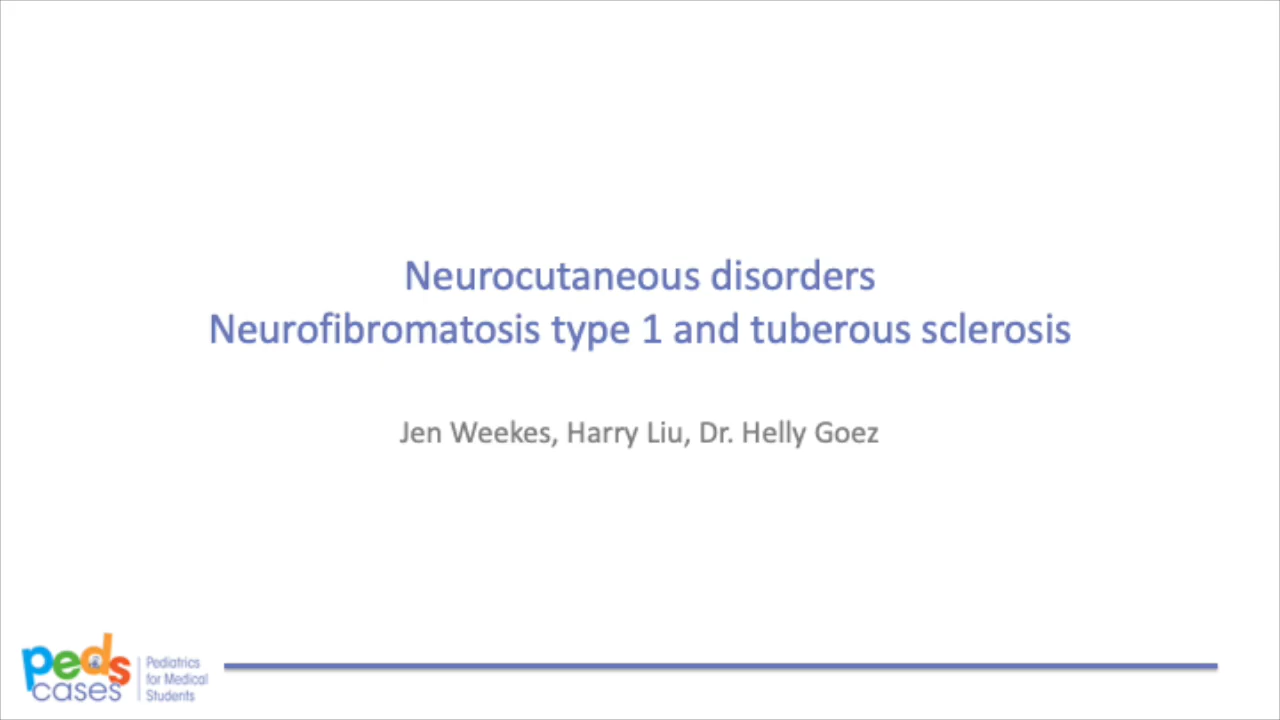 Neurocutaneous disorders
Neurofibromatosis type 1 and tuberous sclerosis
Jen Weekes, Harry Liu, Dr. Helly Goez
peds
cases
Pediatrics
for Medical
Students